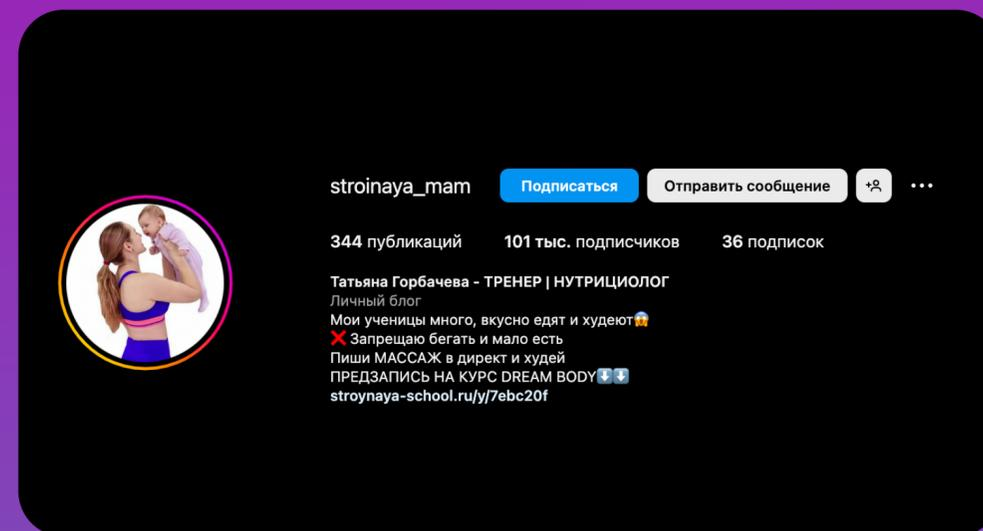 stroinaya_mam Подписаться Отправить сообщение
344 публикаций 101 тыс. подписчиков 36 подписок
Татьяна Горбачева - ТРЕНЕР | НУТРИЦИОЛОГ
Личный блог
Мои ученицы много, вкусно едят и худеют😱
❌ Запрещаю бегать и мало есть
Пиши МАССАЖ в директ и худей
ПРЕДЗАПИСЬ НА КУРС DREAM BODY⬇️⬇️
stroynaya-school.ru/y/7ebc20f